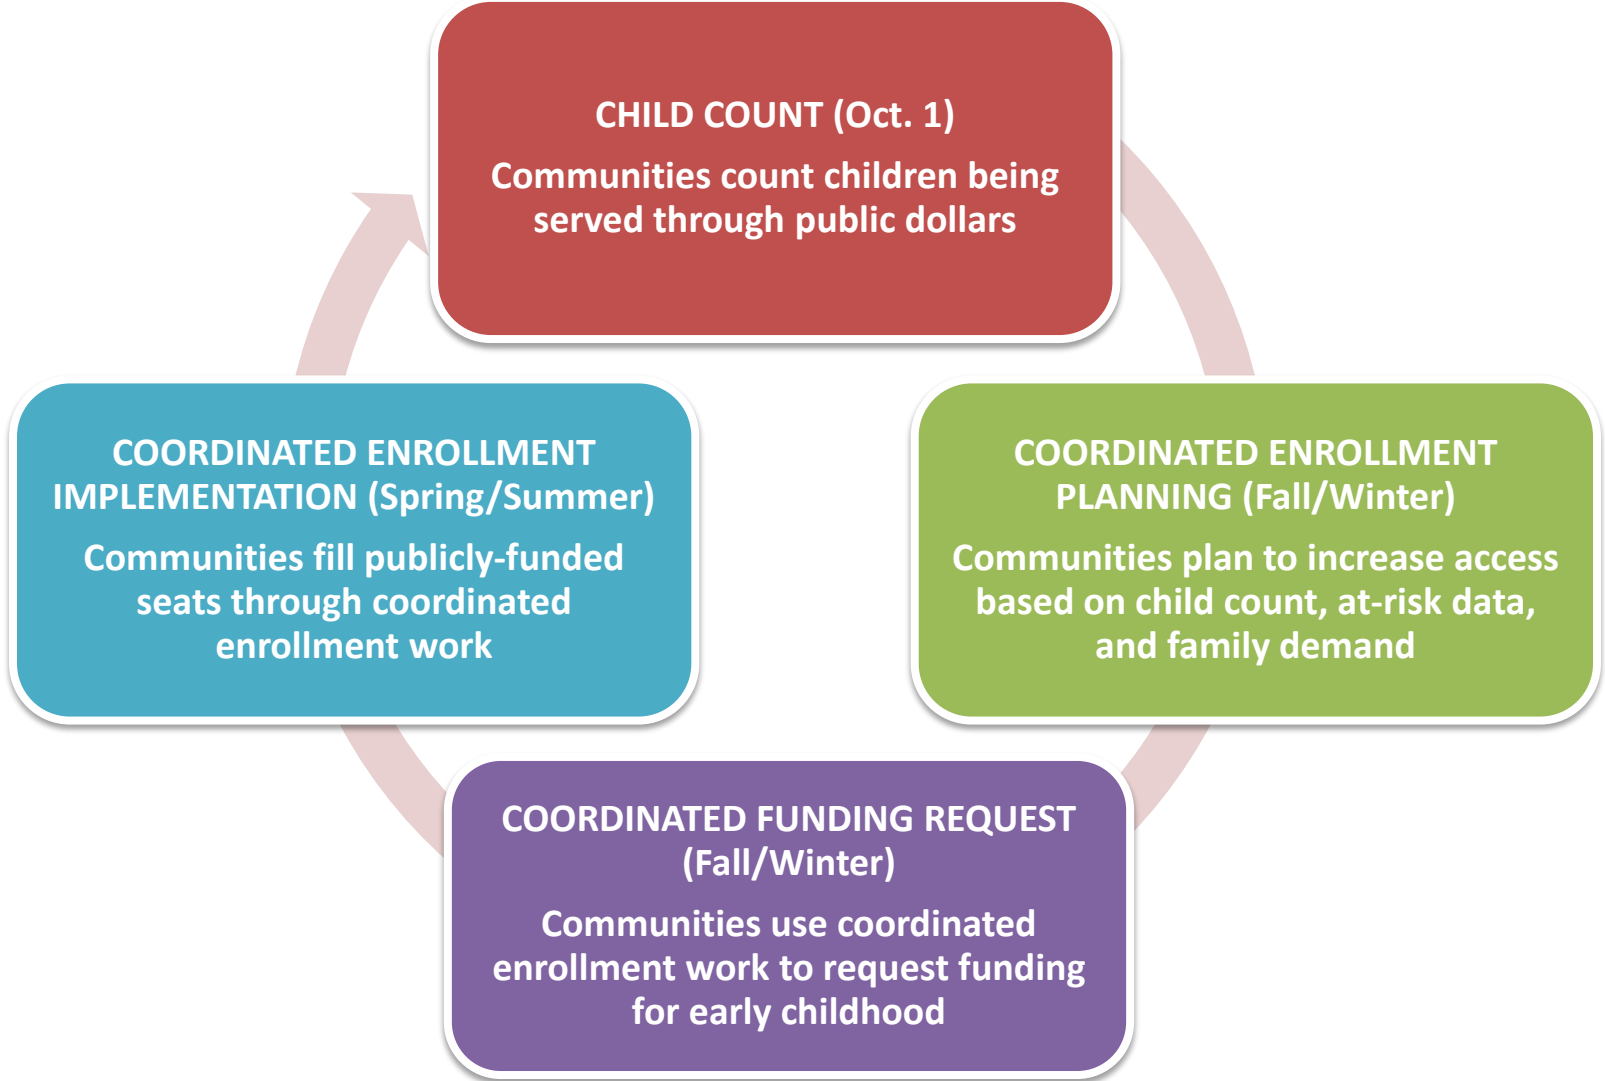 CHILD COUNT (Oct. 1)
Communities count children being
served through public dollars
COORDINATED ENROLLMENT
PLANNING (Fall/Winter)
Communities plan to increase access
based on child count, at-risk data,
and family demand
COORDINATED FUNDING REQUEST
(Fall/Winter)
Communities use coordinated
enrollment work to request funding
for early childhood
COORDINATED ENROLLMENT
IMPLEMENTATION (Spring/Summer)
Communities fill publicly-funded
seats through coordinated
enrollment work